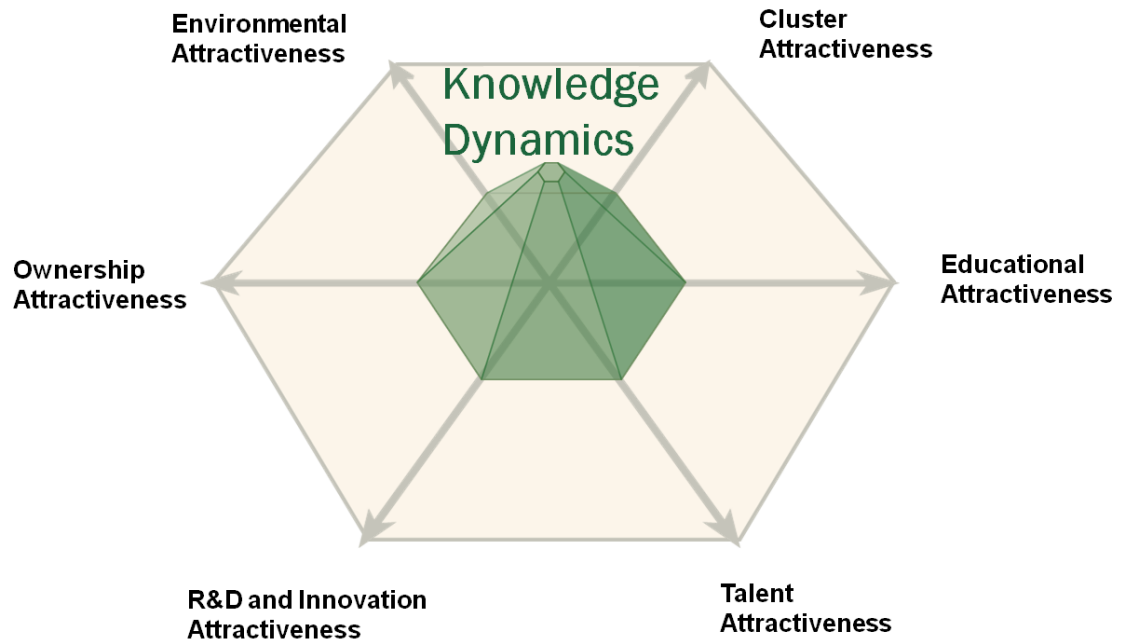 Environmental
Attractiveness
Cluster
Attractiveness
Knowledge
Dynamics
Ownership
Attractiveness
Educational
Attractiveness
R&D and Innovation
Attractiveness
Talent
Attractiveness